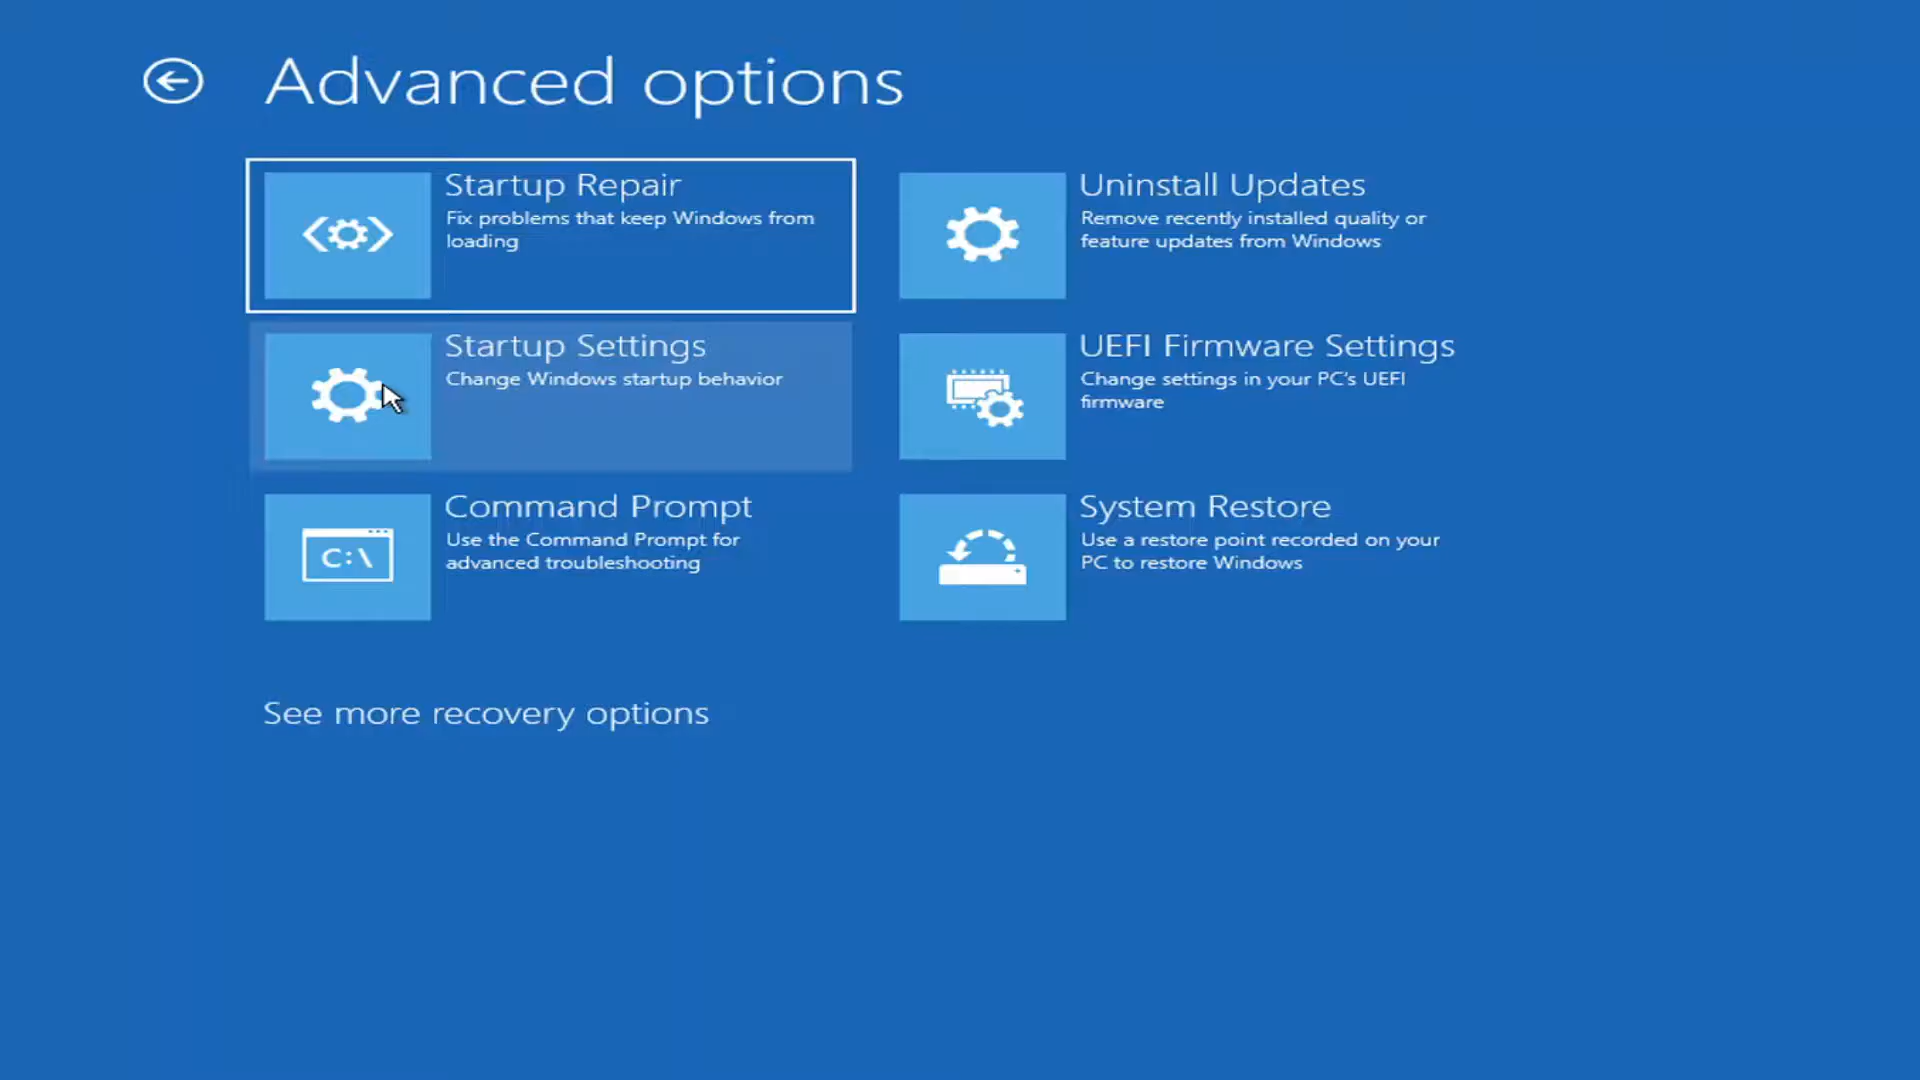 Advanced options
Startup Repair
Fix problems that keep Windows from
loading
Uninstall Updates
Remove recently installed quality or
feature updates from Windows
Startup Settings
Change Windows startup behavior
UEFI Firmware Settings
Change settings in your PC's UEFI
firmware
Command Prompt
Use the Command Prompt for
advanced troubleshooting
C:\
System Restore
Use a restore point recorded on your
PC to restore Windows
See more recovery options